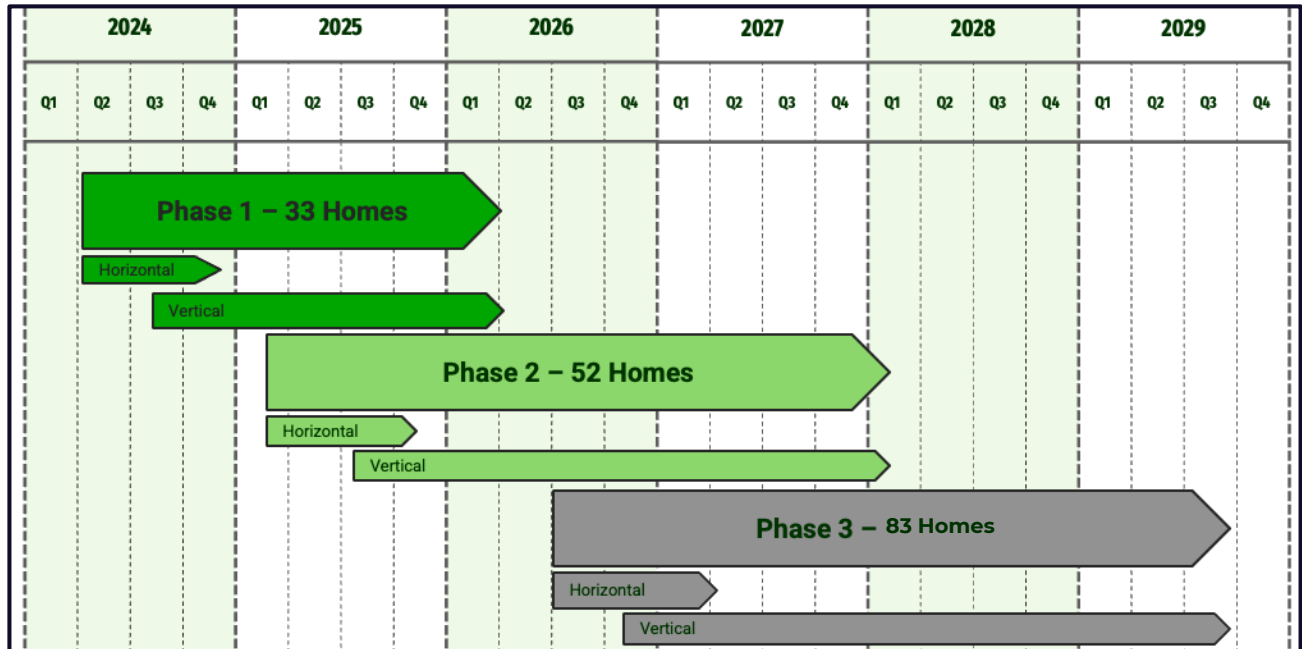 2024 2025 2026 2027 2028 2029
Q1 Q2 Q3 Q4 Q1 Q2 Q3 Q4 Q1 Q2 Q3 Q4 Q1 Q2 Q3 Q4 Q1 Q2 Q3 Q4 Q1 Q2 Q3 Q4
Phase 1 – 33 Homes
Horizontal
Vertical
Phase 2 – 52 Homes
Horizontal
Vertical
Phase 3 – 83 Homes
Horizontal
Vertical